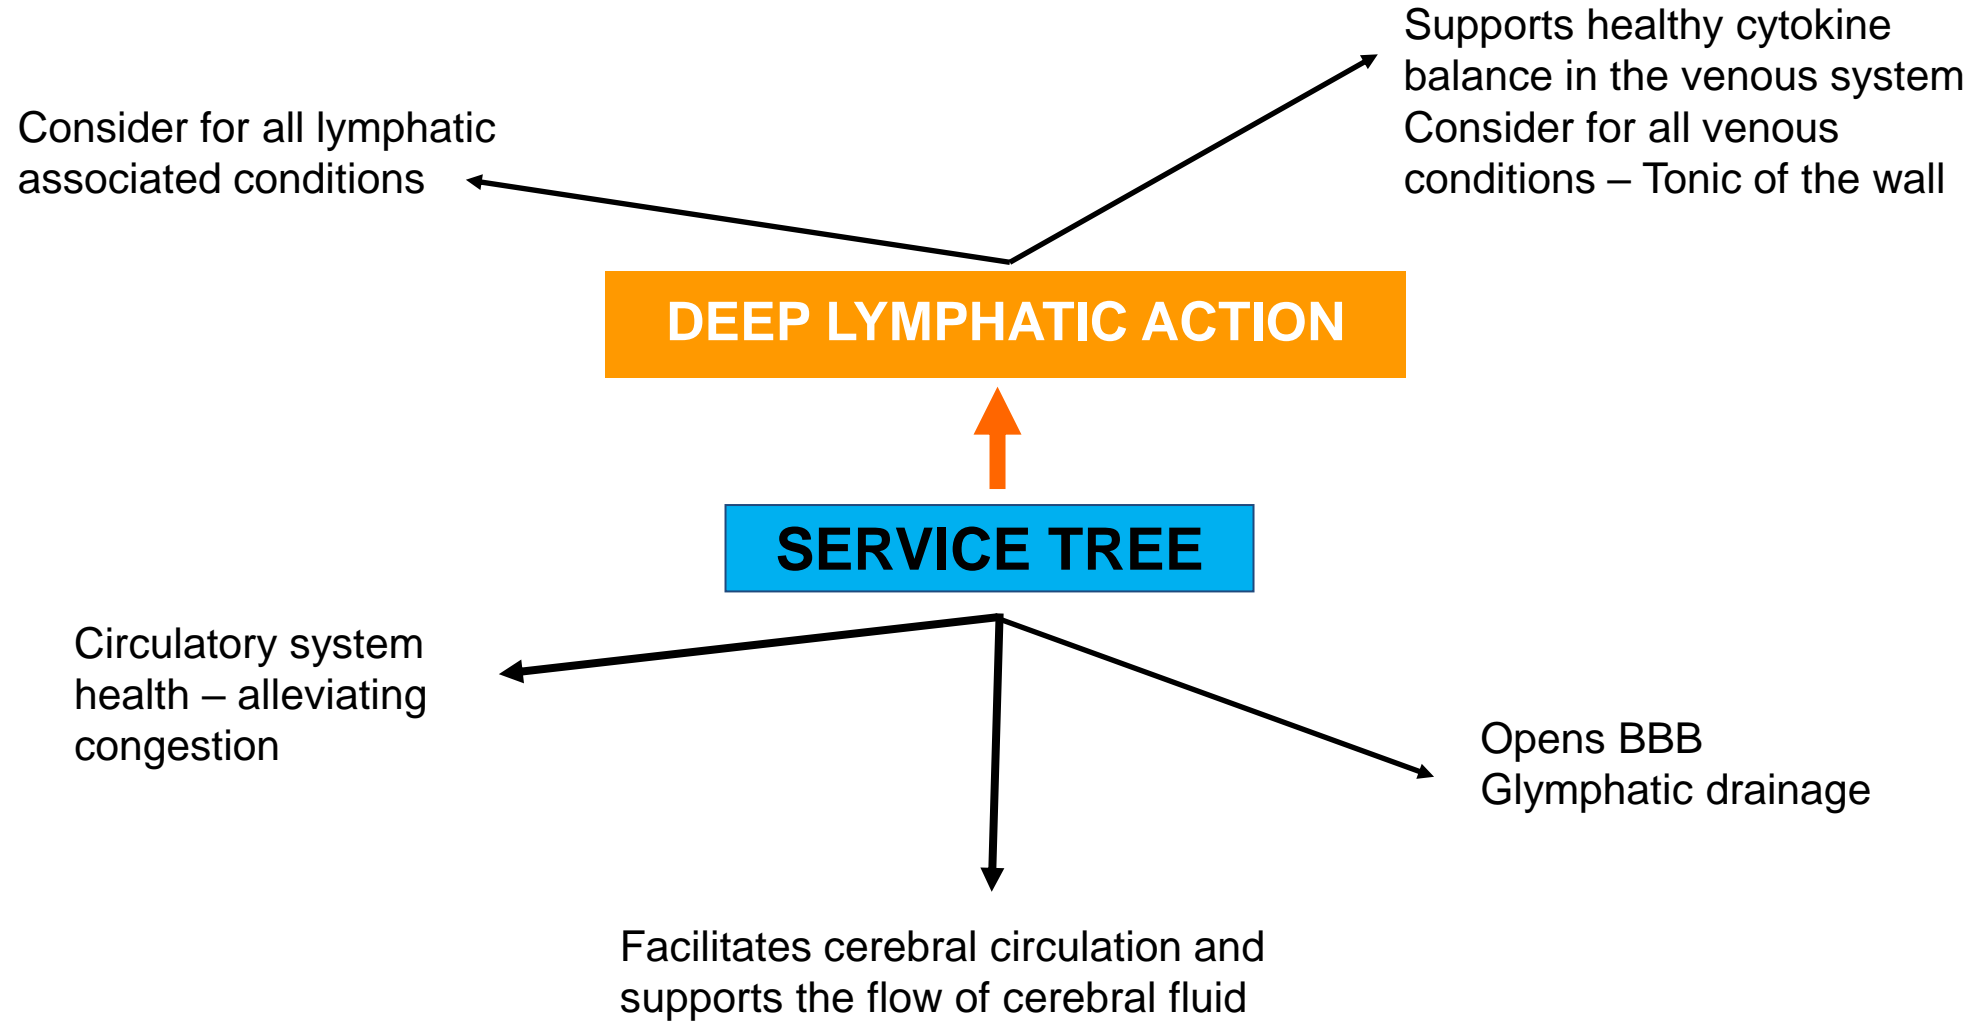 Supports healthy cytokine
balance in the venous system
Consider for all venous
conditions – Tonic of the wall
Consider for all lymphatic
associated conditions
DEEP LYMPHATIC ACTION
SERVICE TREE
Circulatory system
health – alleviating
congestion
Opens BBB
Glymphatic drainage
Facilitates cerebral circulation and
supports the flow of cerebral fluid